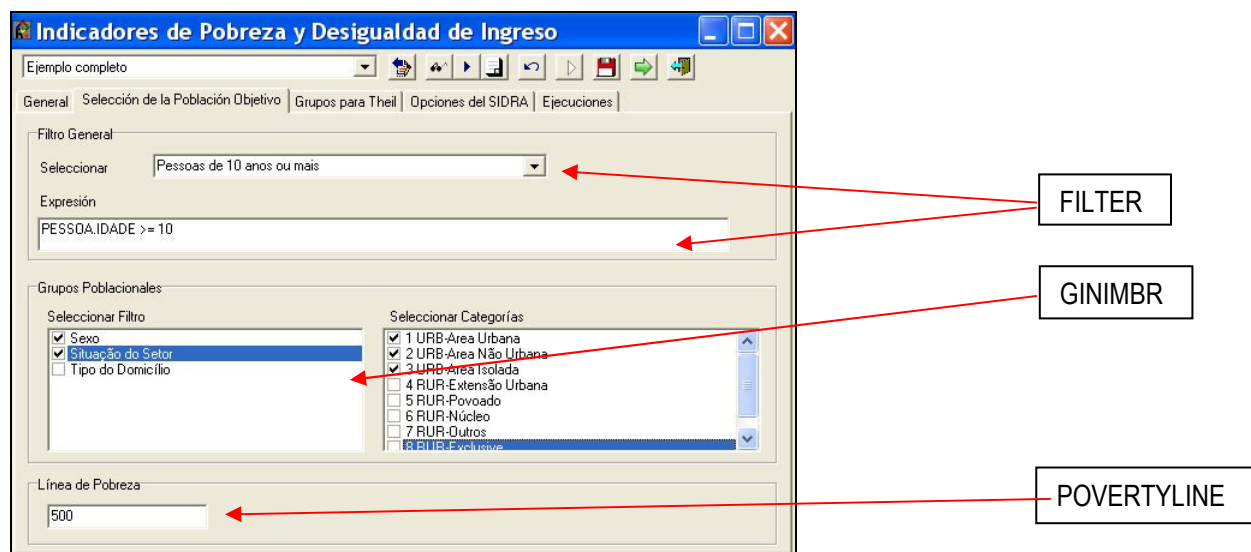 Indicadores de Pobreza y Desigualdad de Ingreso
Ejemplo completo
General Selección de la Población Objetivo Grupos para Theil Opciones del SIDRA Ejecuciones
Filtro General
Seleccionar Pessoas de 10 anos ou mais
Expresión
PESSOA.IDADE >= 10
Grupos Poblacionales
Seleccionar Filtro
Sexo
Situação do Setor
Tipo do Domicílio
Seleccionar Categorías
1 URB-Area Urbana
2 URB-Area Não Urbana
3 URB-Area Isolada
4 RUR-Extensão Urbana
5 RUR-Povoado
6 RUR-Núcleo
7 RUR-Outros
8 RUR-Exclusive
Línea de Pobreza
500
FILTER
GINIMBR
POVERTYLINE